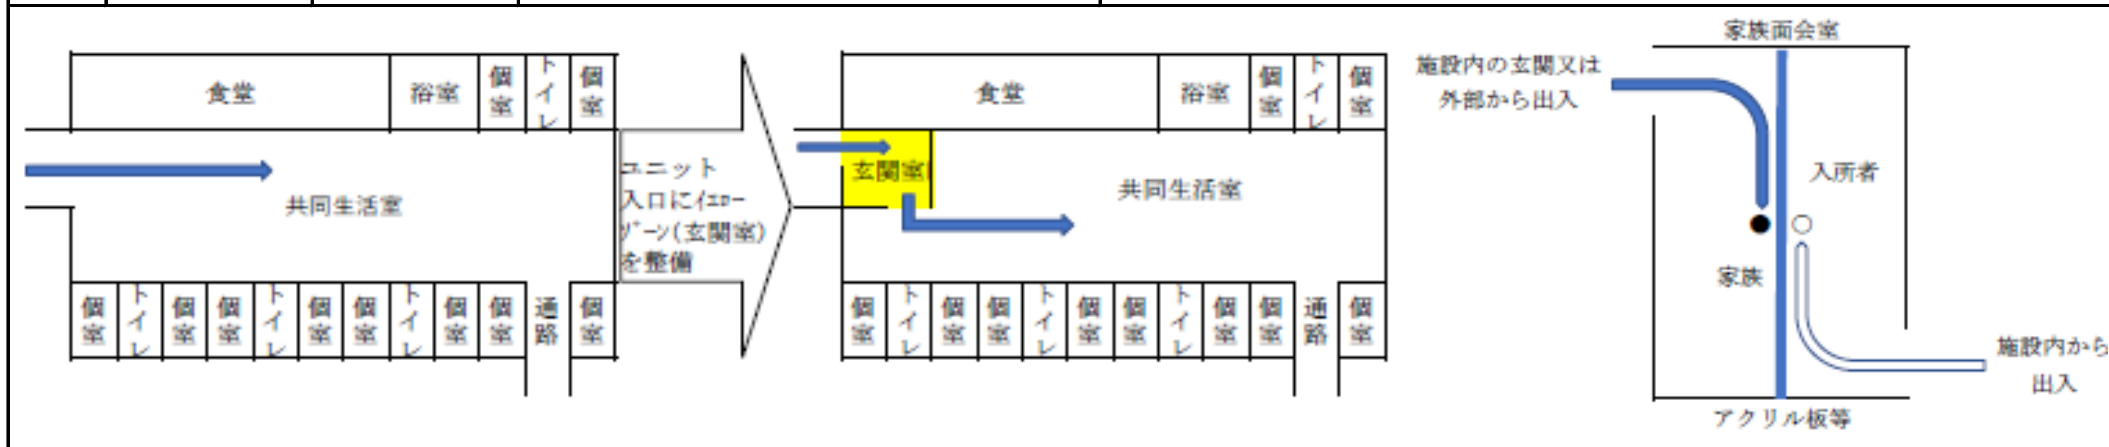 食堂
浴室
個室
トイレ
個室
共同生活室
個室
トイレ
個室
個室
トイレ
個室
個室
トイレ
個室
個室
通路
個室
ユニット
入口にｲｴﾛｰ
ｿﾞｰﾝ(玄関室)
を整備
食堂
浴室
個室
トイレ
個室
玄関室
共同生活室
個室
トイレ
個室
個室
トイレ
個室
個室
トイレ
個室
個室
通路
個室
家族面会室
施設内の玄関又は
外部から出入
入所者
家族
施設内から
出入
アクリル板等